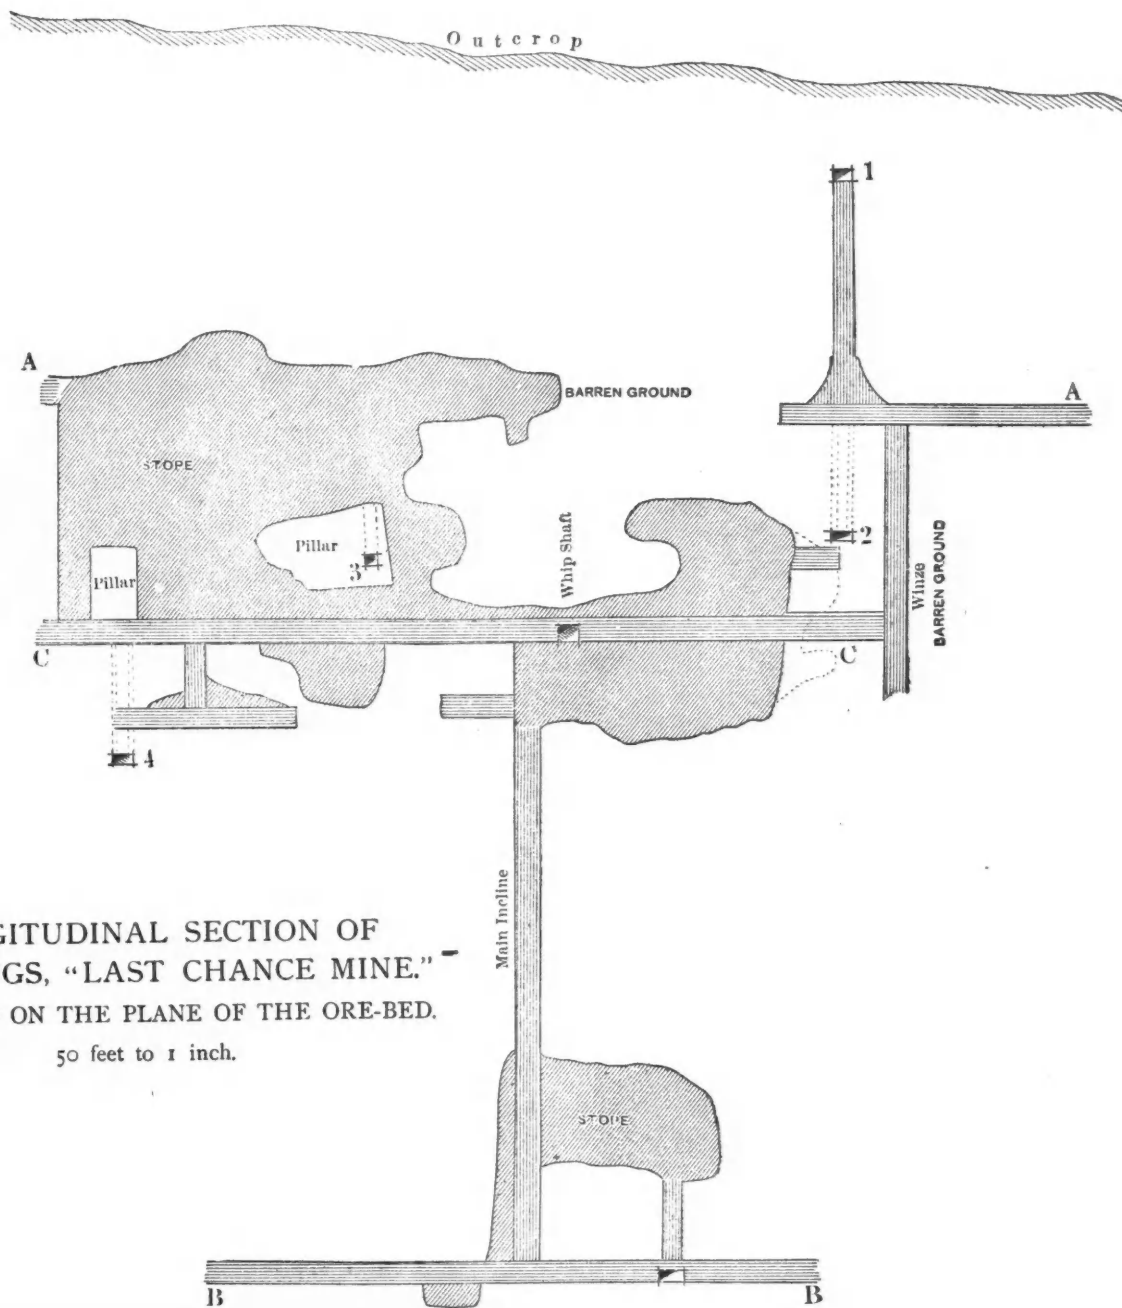 Outcrop
1
A
BARREN GROUND
A
STOPE
Whip Shaft
2
Pillar
3
Pillar
Winze
BARREN GROUND
C
C
4
Main Incline
GITUDINAL SECTION OF
GS, “LAST CHANCE MINE.”
ON THE PLANE OF THE ORE-BED.
50 feet to 1 inch.
STOPE
B
B